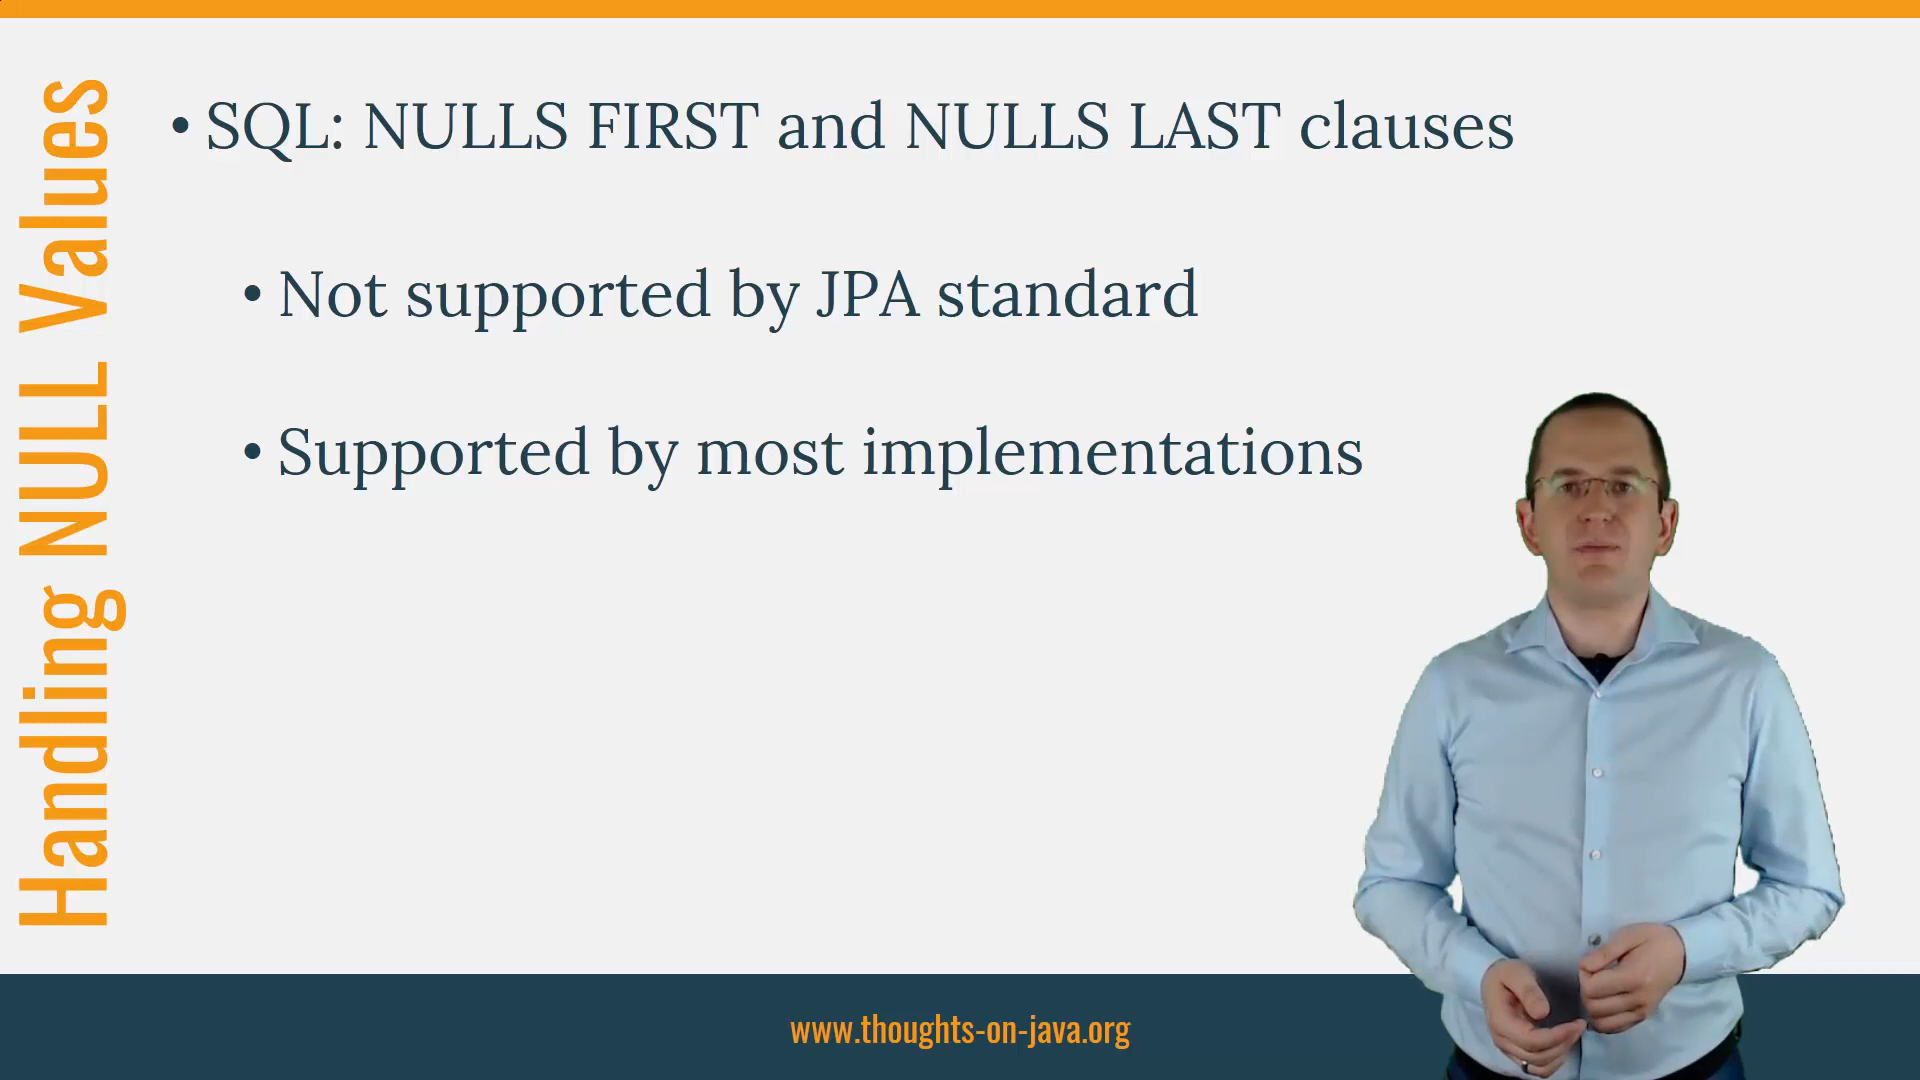 Handling NULL Values
• SQL: NULLS FIRST and NULLS LAST clauses
• Not supported by JPA standard
• Supported by most implementations
www.thoughts-on-java.org